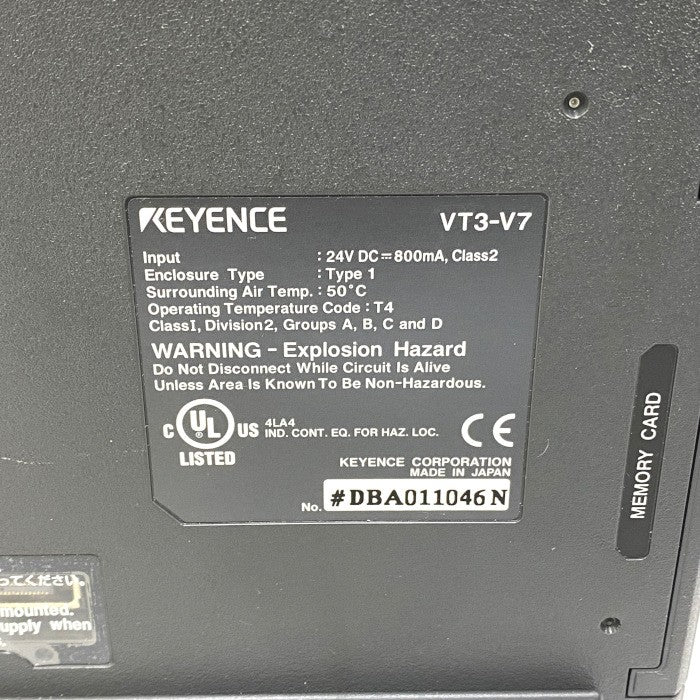 KEYENCE VT3-V7
Input : 24V DC=800mA, Class2
Enclosure Type : Type 1
Surrounding Air Temp. : 50°C
Operating Temperature Code : T4
ClassI, Division2, Groups A, B, C and D
WARNING - Explosion Hazard
Do Not Disconnect While Circuit Is Alive
Unless Area Is Known To Be Non-Hazardous.
C UL US
LISTED
4LA4
IND. CONT. EQ. FOR HAZ. LOC.
CE
KEYENCE CORPORATION
MADE IN JAPAN
No. #DBA011046N
MEMORY CARD
ってください。
mounted.
supply when